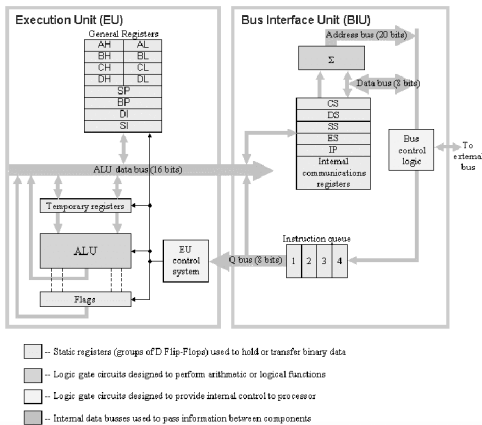 Execution Unit (EU)
General Registers
AH AL
BH BL
CH CL
DH DL
SP
BP
DI
SI
ALU data bus (16 bits)
Temporary registers
ALU
EU
control
system
Flags
Bus Interface Unit (BIU)
Address bus (20 bits)
Σ
Data bus (8 bits)
CS
DS
SS
ES
IP
Internal
communications
registers
Bus
control
logic
To
external
bus
Instruction queue
Q bus (8 bits)
1 2 3 4
-- Static registers (groups of D Flip-Flops) used to hold or transfer binary data
-- Logic gate circuits designed to perform arithmetic or logical functions
-- Logic gate circuits designed to provide internal control to processor
-- Internal data busses used to pass information between components